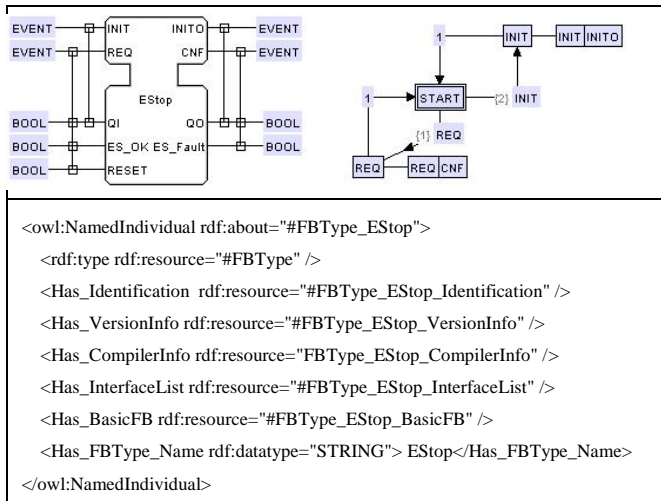 EVENT INIT INITO EVENT
EVENT REQ CNF EVENT
EStop
BOOL QI QO BOOL
BOOL ES_OK ES_Fault BOOL
BOOL RESET
1 INIT INIT INITO
1 START {2} INIT
{1} REQ
REQ REQ CNF
<owl:NamedIndividual rdf:about="#FBType_EStop">
<rdf:type rdf:resource="#FBType" />
<Has_Identification rdf:resource="#FBType_EStop_Identification" />
<Has_VersionInfo rdf:resource="#FBType_EStop_VersionInfo" />
<Has_CompilerInfo rdf:resource="FBType_EStop_CompilerInfo" />
<Has_InterfaceList rdf:resource="#FBType_EStop_InterfaceList" />
<Has_BasicFB rdf:resource="#FBType_EStop_BasicFB" />
<Has_FBType_Name rdf:datatype="STRING"> EStop</Has_FBType_Name>
</owl:NamedIndividual>